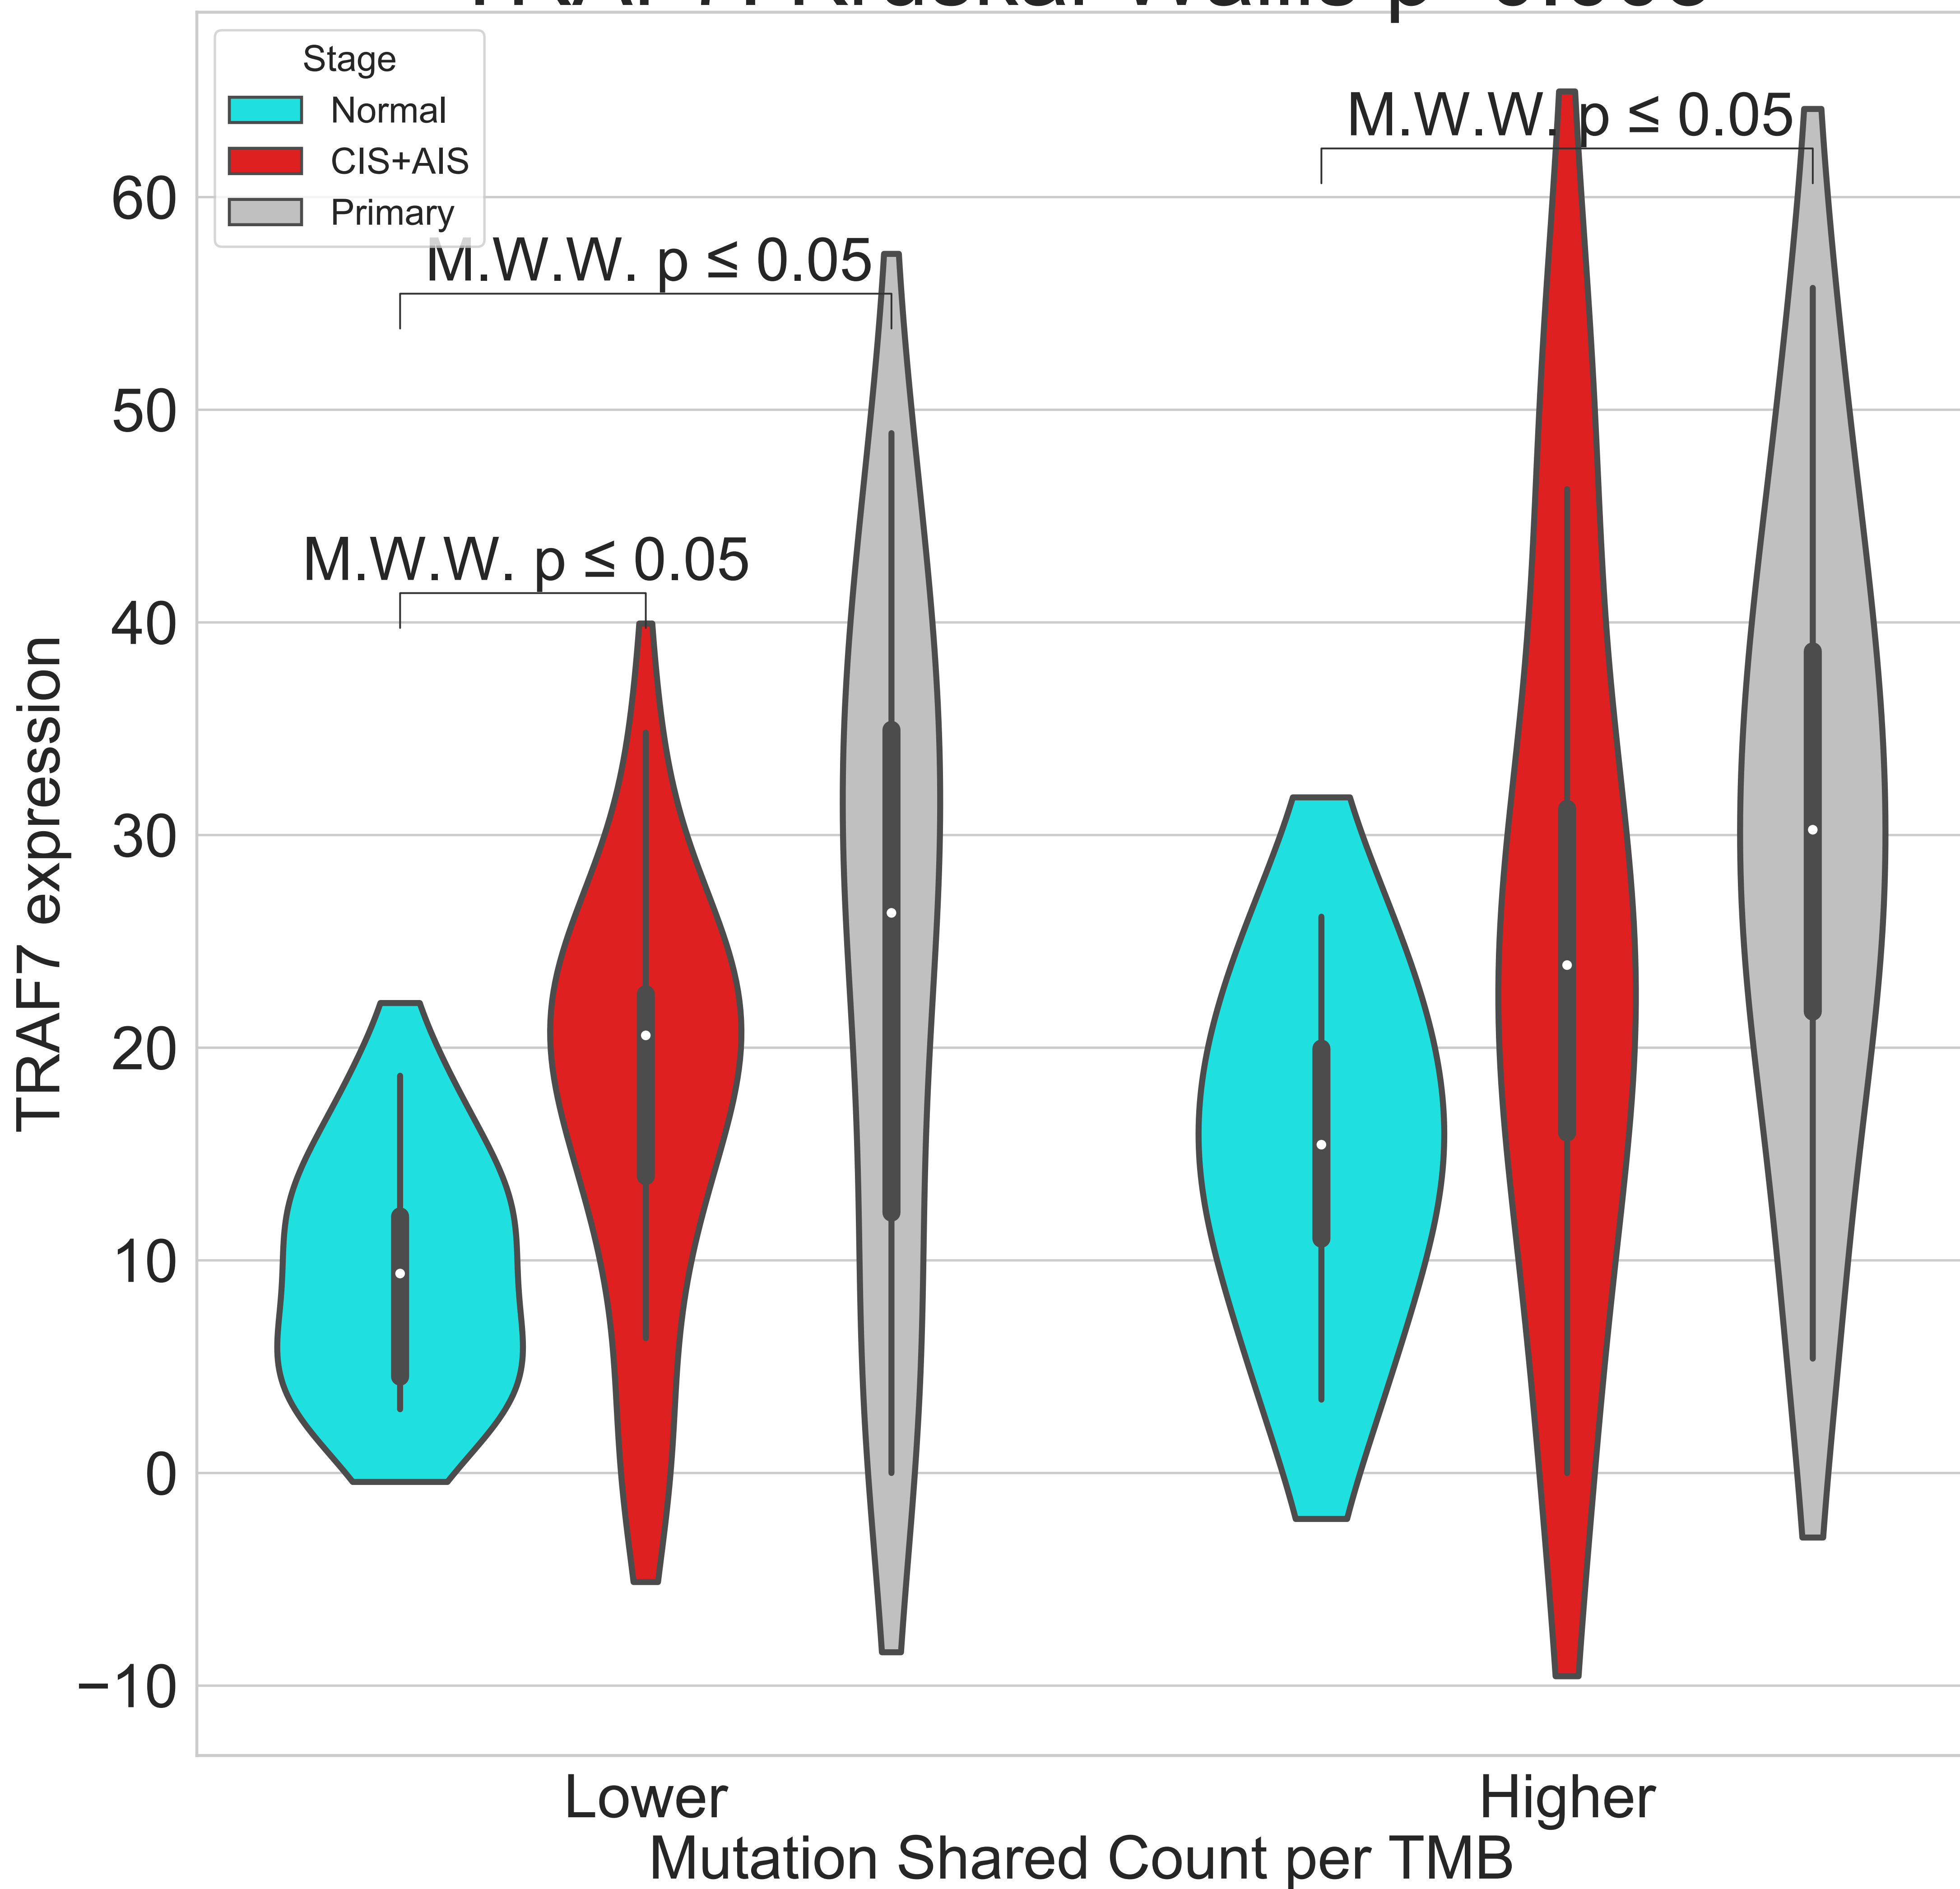 Stage
Normal
CIS+AIS
Primary
M.W.W. p ≤ 0.05
M.W.W. p ≤ 0.05
M.W.W. p ≤ 0.05
60
50
40
30
20
10
0
−10
TRAF7 expression
Lower
Higher
Mutation Shared Count per TMB